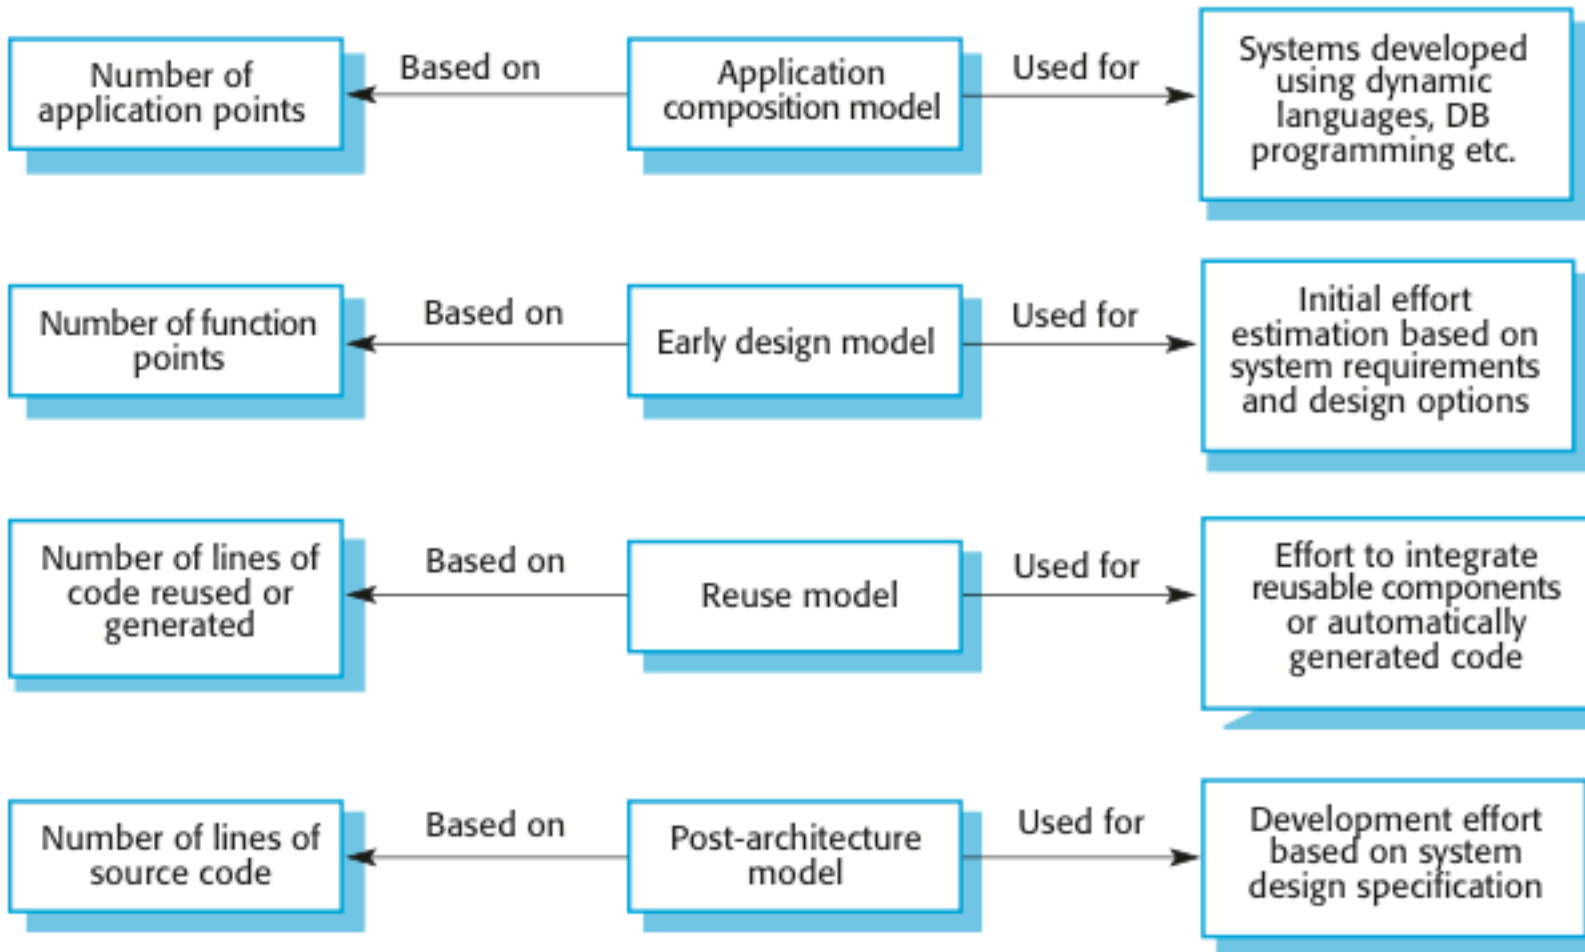 Number of
application points
Based on
Application
composition model
Used for
Systems developed
using dynamic
languages, DB
programming etc.
Number of function
points
Based on
Early design model
Used for
Initial effort
estimation based on
system requirements
and design options
Number of lines of
code reused or
generated
Based on
Reuse model
Used for
Effort to integrate
reusable components
or automatically
generated code
Number of lines of
source code
Based on
Post-architecture
model
Used for
Development effort
based on system
design specification